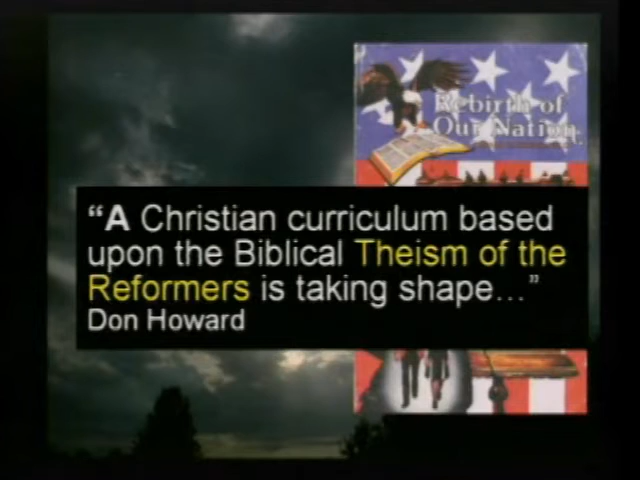 Rebirth of
Our Nation
“A Christian curriculum based
upon the Biblical Theism of the
Reformers is taking shape...”
Don Howard